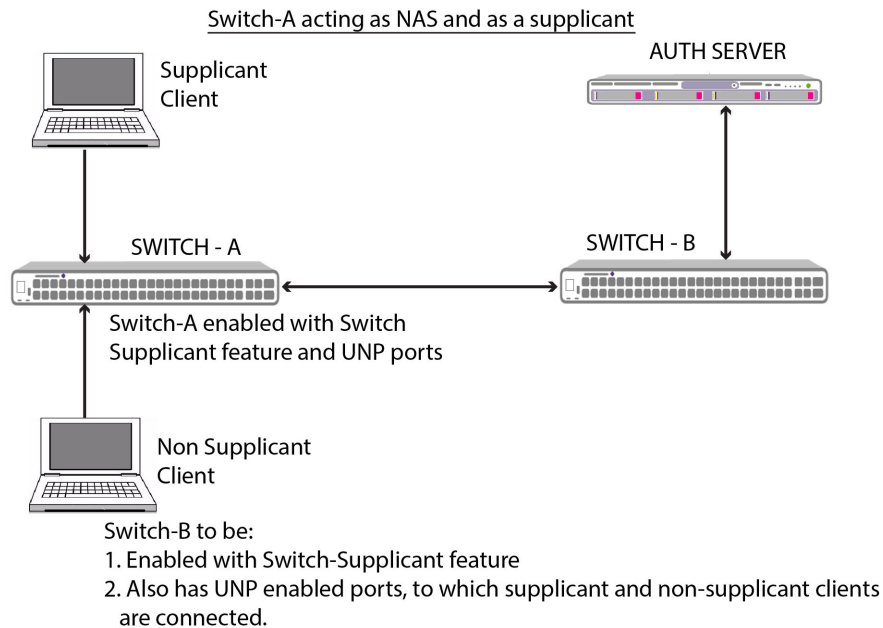 Switch-A acting as NAS and as a supplicant
AUTH SERVER
Supplicant
Client
SWITCH - A
SWITCH - B
Switch-A enabled with Switch
Supplicant feature and UNP ports
Non Supplicant
Client
Switch-B to be:
1. Enabled with Switch-Supplicant feature
2. Also has UNP enabled ports, to which supplicant and non-supplicant clients
are connected.